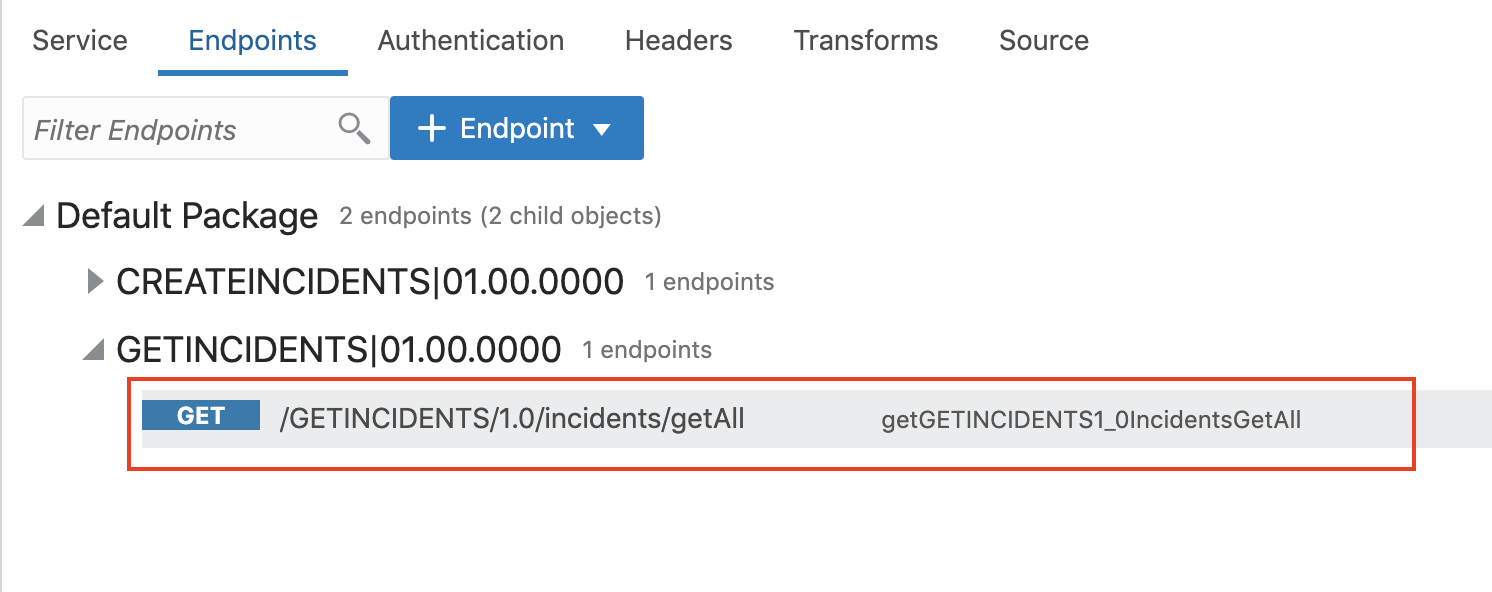 Service Endpoints Authentication Headers Transforms Source
Filter Endpoints + Endpoint
Default Package 2 endpoints (2 child objects)
CREATEINCIDENTS|01.00.0000 1 endpoints
GETINCIDENTS|01.00.0000 1 endpoints
GET /GETINCIDENTS/1.0/incidents/getAll getGETINCIDENTS1_0IncidentsGetAll